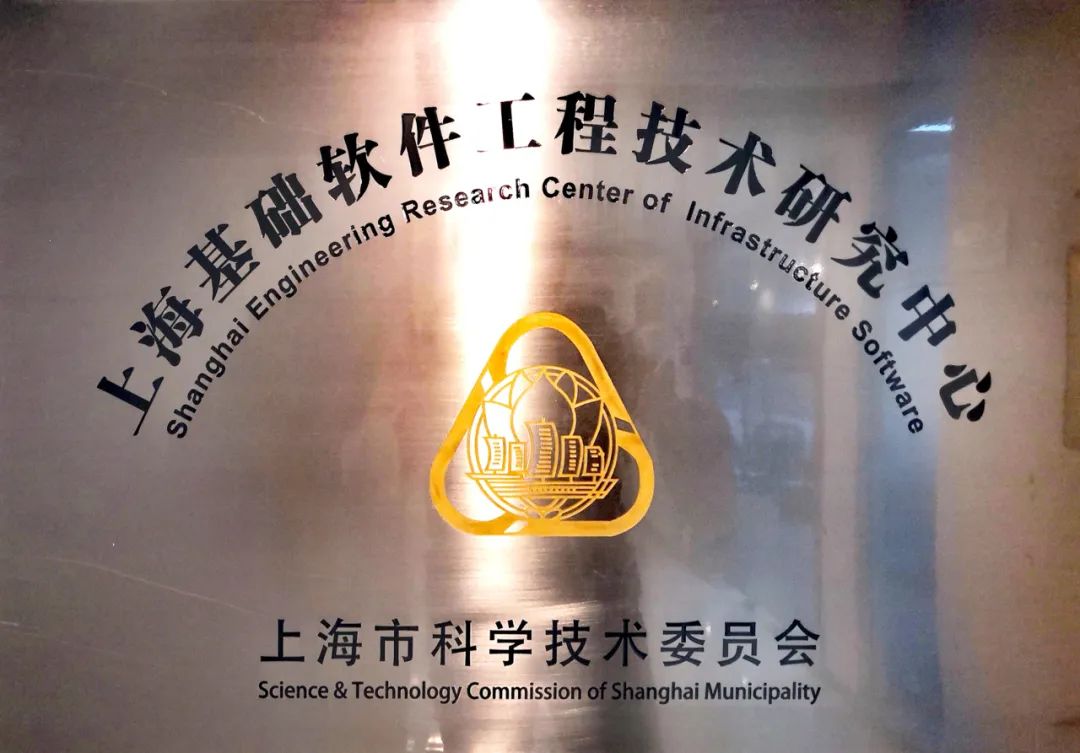 上海基础软件工程技术研究中心
Shanghai Engineering Research Center of Infrastructure Software
上海市科学技术委员会
Science & Technology Commission of Shanghai Municipality